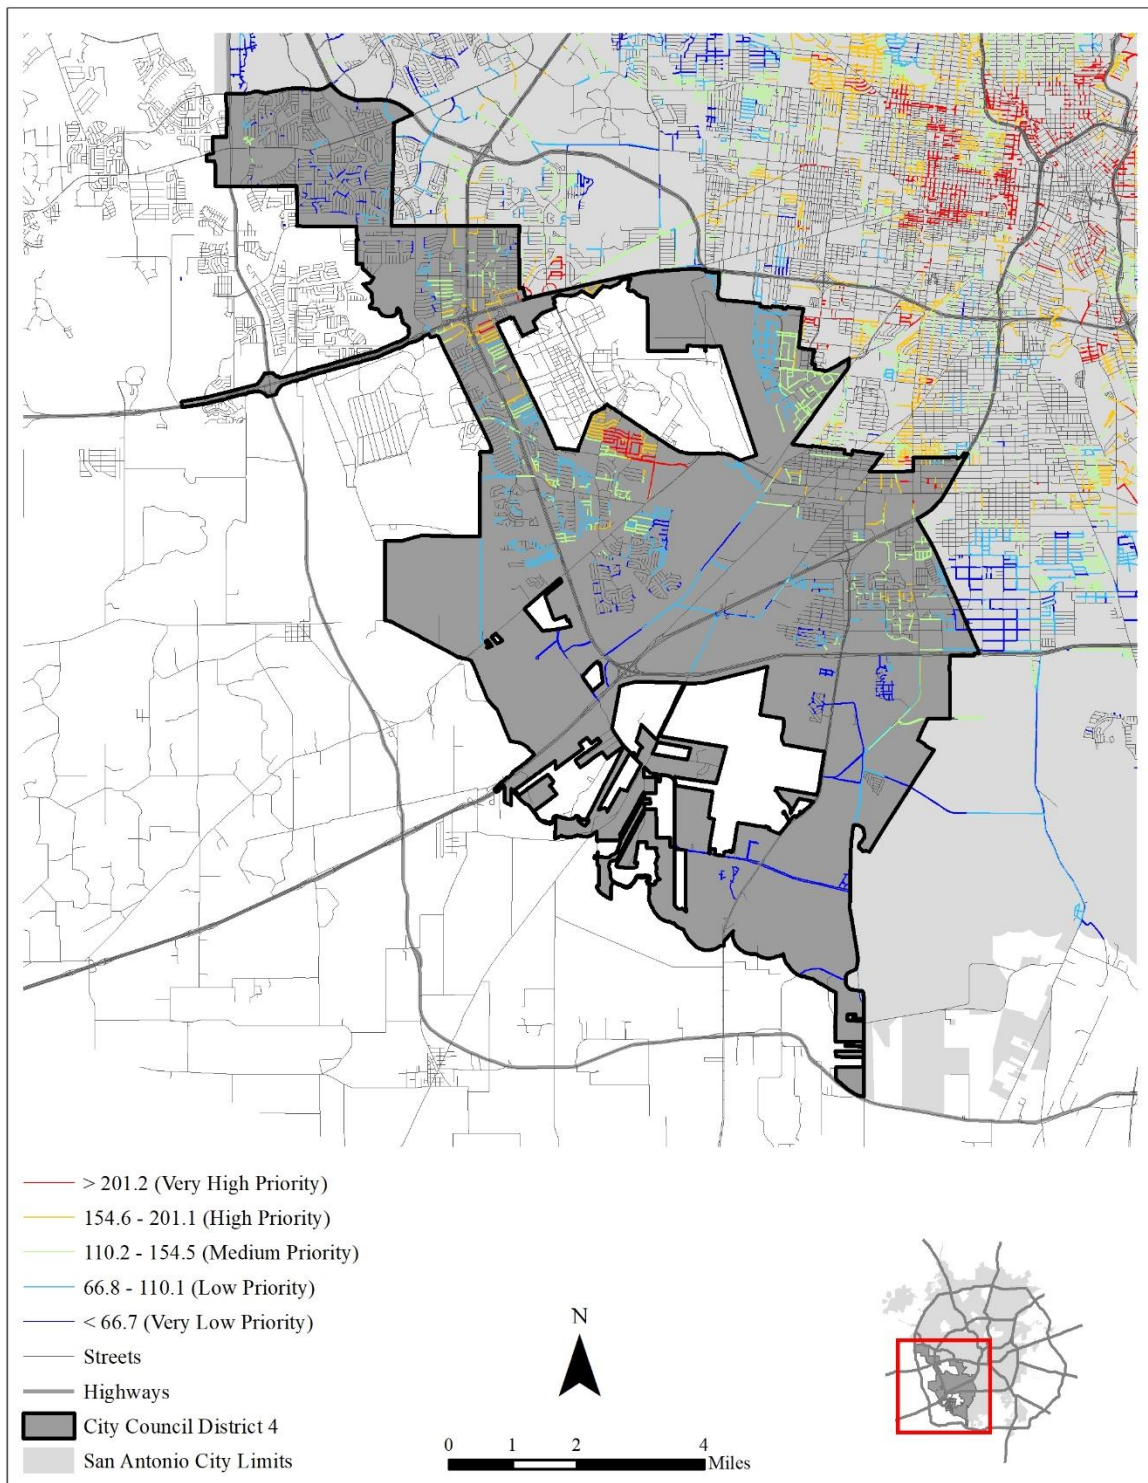 > 201.2 (Very High Priority)
154.6 - 201.1 (High Priority)
110.2 - 154.5 (Medium Priority)
66.8 - 110.1 (Low Priority)
< 66.7 (Very Low Priority)
Streets
Highways
City Council District 4
San Antonio City Limits
N
0 1 2 4
Miles